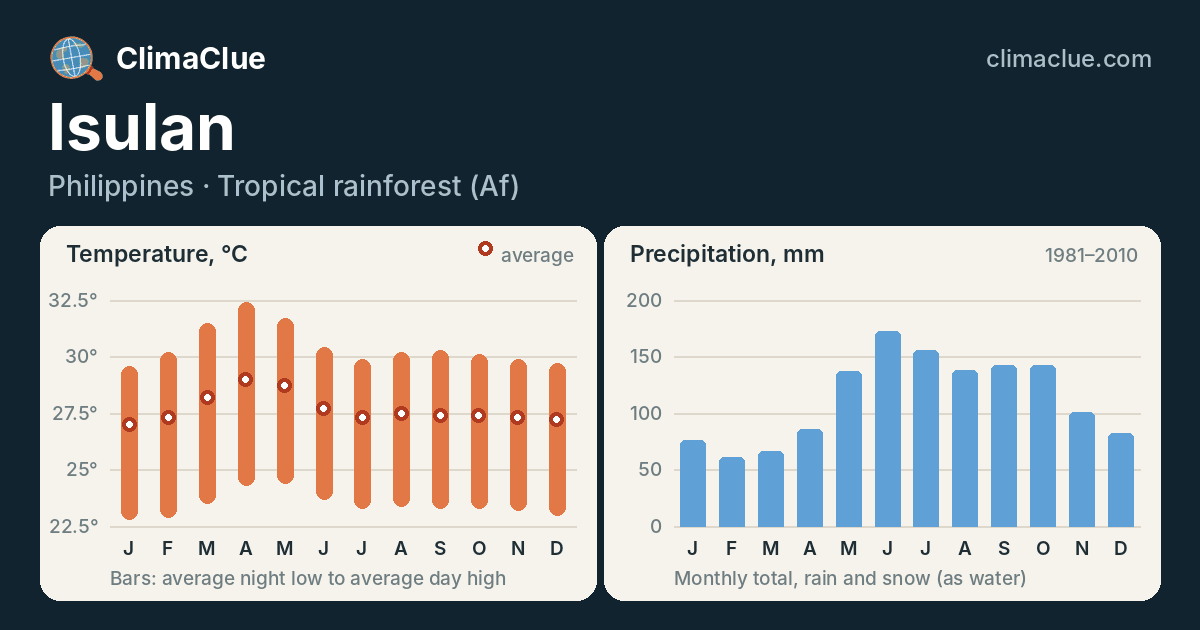 ClimaClue
climaclue.com
Isulan
Philippines · Tropical rainforest (Af)
Temperature, °C
average
32.5°
30°
27.5°
25°
22.5°
J F M A M J J A S O N D
Bars: average night low to average day high
Precipitation, mm
1981–2010
200
150
100
50
0
J F M A M J J A S O N D
Monthly total, rain and snow (as water)